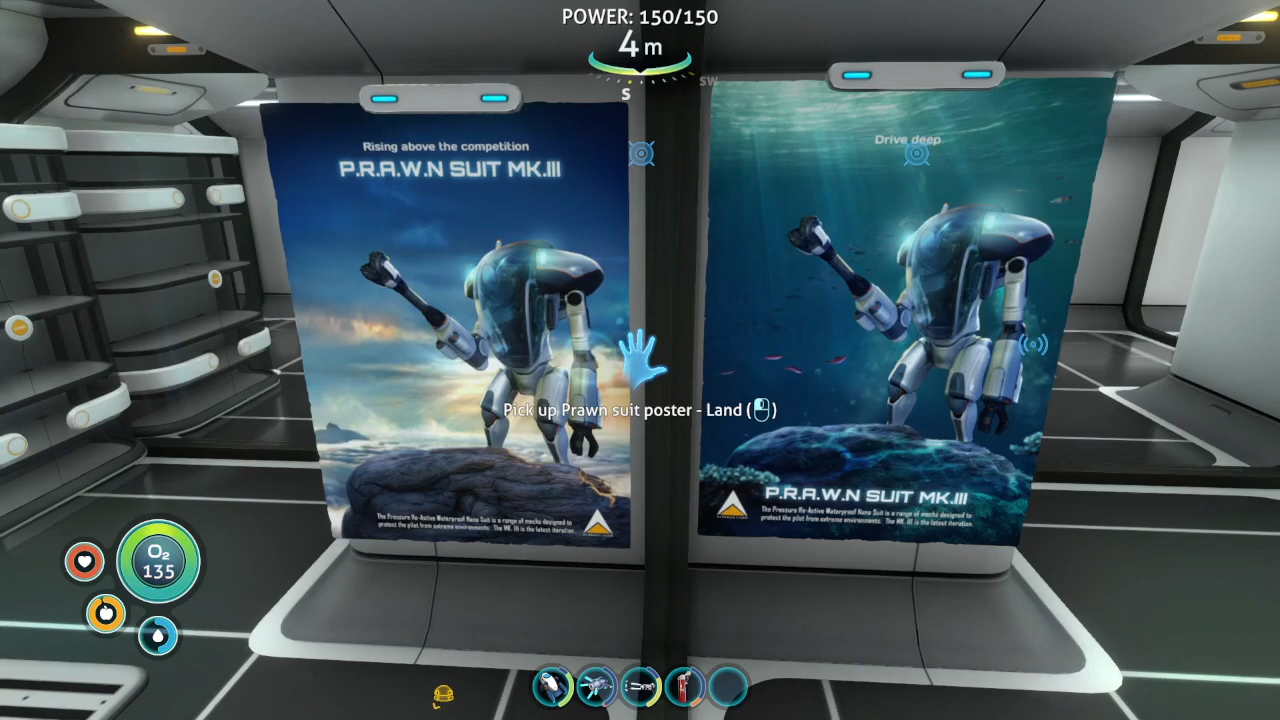 POWER: 150/150
4 m
S
SW
Rising above the competition
P.R.A.W.N SUIT MK.III
Drive deep
Pick up Prawn suit poster - Land ( )
The Pressure Re-Active Waterproof Nano Suit is a range of mechs designed to
protect the pilot from extreme environments. The MK. III is the latest iteration.
P.R.A.W.N SUIT MK.III
The Pressure Re-Active Waterproof Nano Suit is a range of mechs designed to
protect the pilot from extreme environments. The MK. III is the latest iteration.
O₂
135